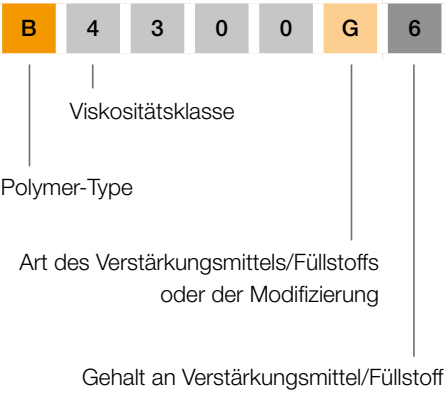 B 4 3 0 0 G 6
Viskositätsklasse
Polymer-Type
Art des Verstärkungsmittels/Füllstoffs
oder der Modifizierung
Gehalt an Verstärkungsmittel/Füllstoff